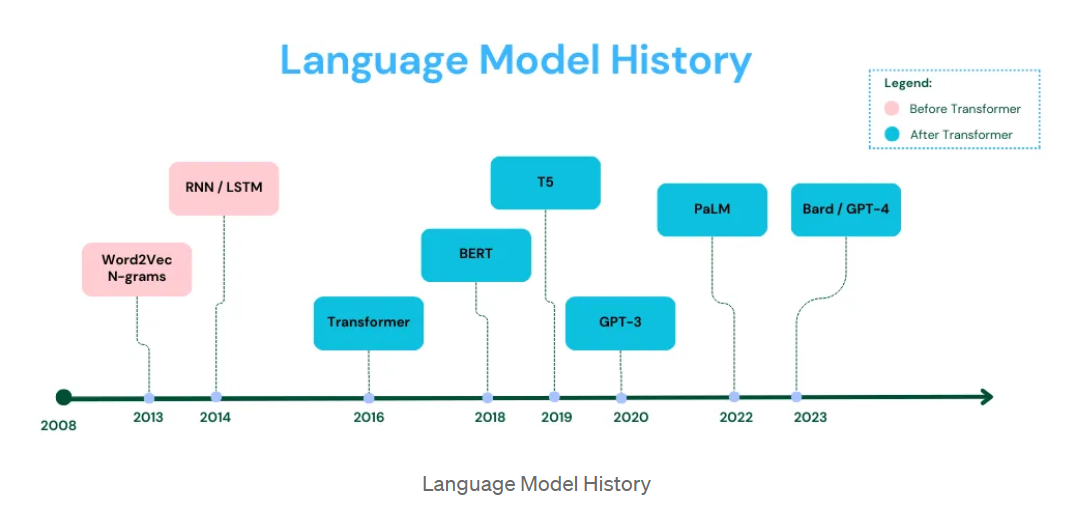 Language Model History
Legend:
Before Transformer
After Transformer
RNN / LSTM
T5
PaLM
Bard / GPT-4
Word2Vec
N-grams
BERT
Transformer
GPT-3
2008
2013
2014
2016
2018
2019
2020
2022
2023
Language Model History